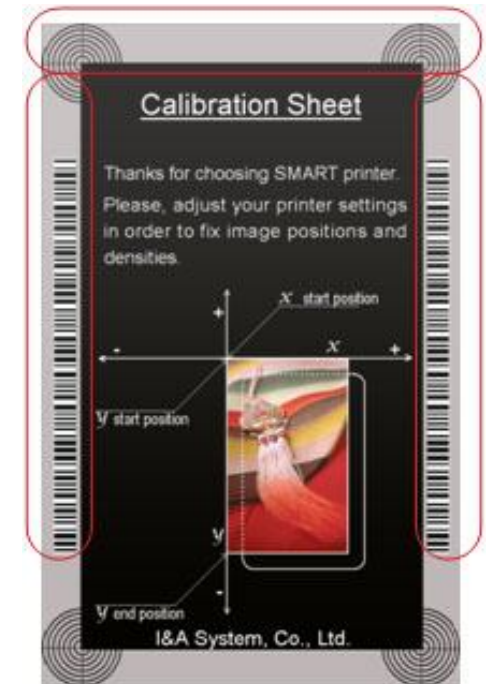 Calibration Sheet
Thanks for choosing SMART printer.
Please, adjust your printer settings
in order to fix image positions and
densities.
x start position
+
- x +
y start position
y
-
y end position
I&A System, Co., Ltd.